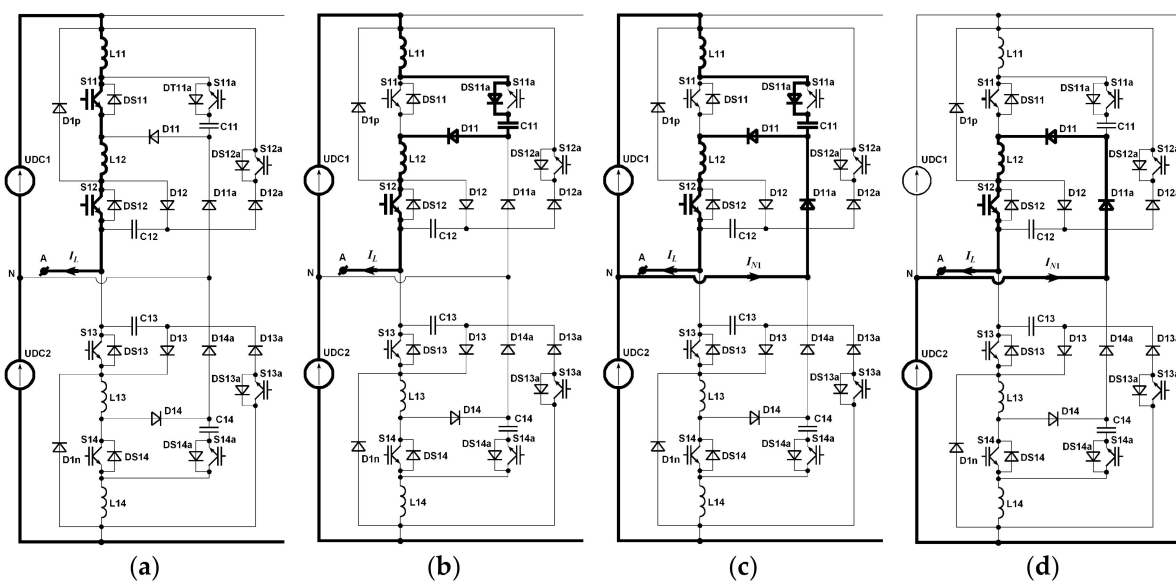 L11
S11
DT11a
S11a
DS11
D1p
C11
D11
UDC1
L12
DS12a
S12a
S12
D12
D11a
D12a
DS12
C12
A
IL
N
C13
S13
D13
D14a
D13a
DS13
UDC2
DS13a
S13a
L13
D14
C14
S14
DS14a
S14a
D1n
DS14
L14
(a)
L11
S11
DS11a
S11a
DS11
D1p
C11
D11
UDC1
L12
DS12a
S12a
S12
D12
D11a
D12a
DS12
C12
A
IL
N
C13
S13
D13
D14a
D13a
DS13
UDC2
DS13a
S13a
L13
D14
C14
S14
DS14a
S14a
D1n
DS14
L14
(b)
L11
S11
DS11a
S11a
DS11
D1p
C11
D11
UDC1
L12
DS12a
S12a
S12
D12
D11a
D12a
DS12
C12
A
IL
IN1
N
C13
S13
D13
D14a
D13a
DS13
UDC2
DS13a
S13a
L13
D14
C14
S14
DS14a
S14a
D1n
DS14
L14
(c)
L11
S11
DS11a
S11a
DS11
D1p
C11
D11
UDC1
L12
DS12a
S12a
S12
D12
D11a
D12a
DS12
C12
A
IL
IN1
N
C13
S13
D13
D14a
D13a
DS13
UDC2
DS13a
S13a
L13
D14
C14
S14
DS14a
S14a
D1n
DS14
L14
(d)